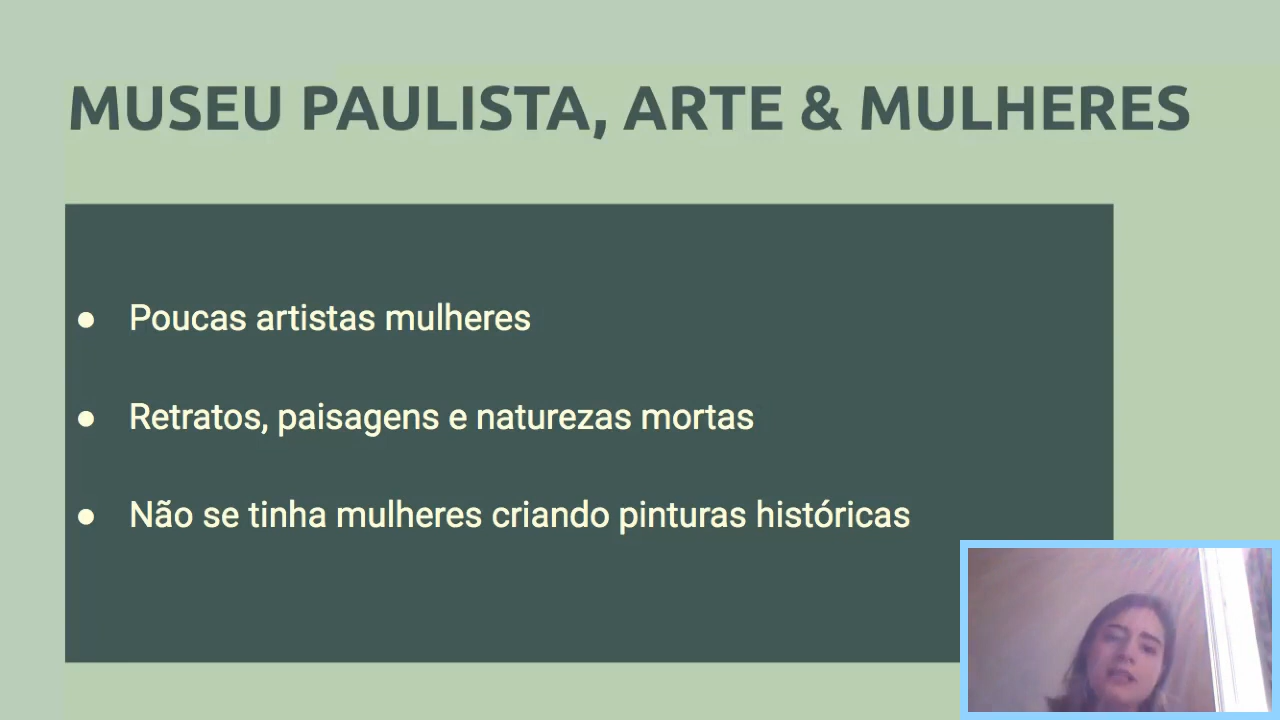 MUSEU PAULISTA, ARTE & MULHERES
● Poucas artistas mulheres
● Retratos, paisagens e naturezas mortas
● Não se tinha mulheres criando pinturas históricas